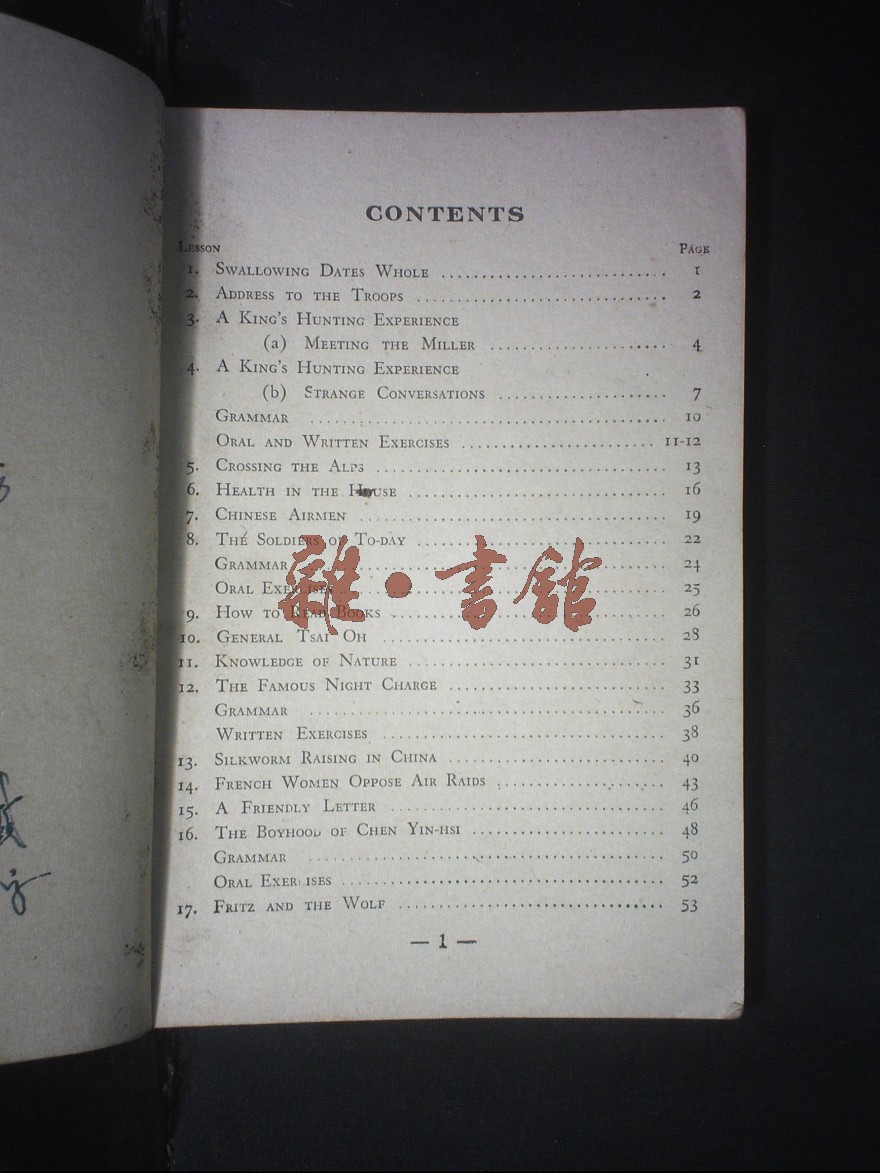 CONTENTS
LESSON PAGE
1. SWALLOWING DATES WHOLE 1
2. ADDRESS TO THE TROOPS 2
3. A KING'S HUNTING EXPERIENCE
(a) MEETING THE MILLER 4
4. A KING'S HUNTING EXPERIENCE
(b) STRANGE CONVERSATIONS 7
GRAMMAR 10
ORAL AND WRITTEN EXERCISES 11-12
5. CROSSING THE ALPS 13
6. HEALTH IN THE HOUSE 16
7. CHINESE AIRMEN 19
8. THE SOLDIERS OF TO-DAY 22
GRAMMAR 24
ORAL EXERCISES 25
雜·書館
9. HOW TO READ BOOKS 26
10. GENERAL TSAI OH 28
11. KNOWLEDGE OF NATURE 31
12. THE FAMOUS NIGHT CHARGE 33
GRAMMAR 36
WRITTEN EXERCISES 38
13. SILKWORM RAISING IN CHINA 40
14. FRENCH WOMEN OPPOSE AIR RAIDS 43
15. A FRIENDLY LETTER 46
16. THE BOYHOOD OF CHEN YIN-HSI 48
GRAMMAR 50
ORAL EXERCISES 52
17. FRITZ AND THE WOLF 53
— 1 —